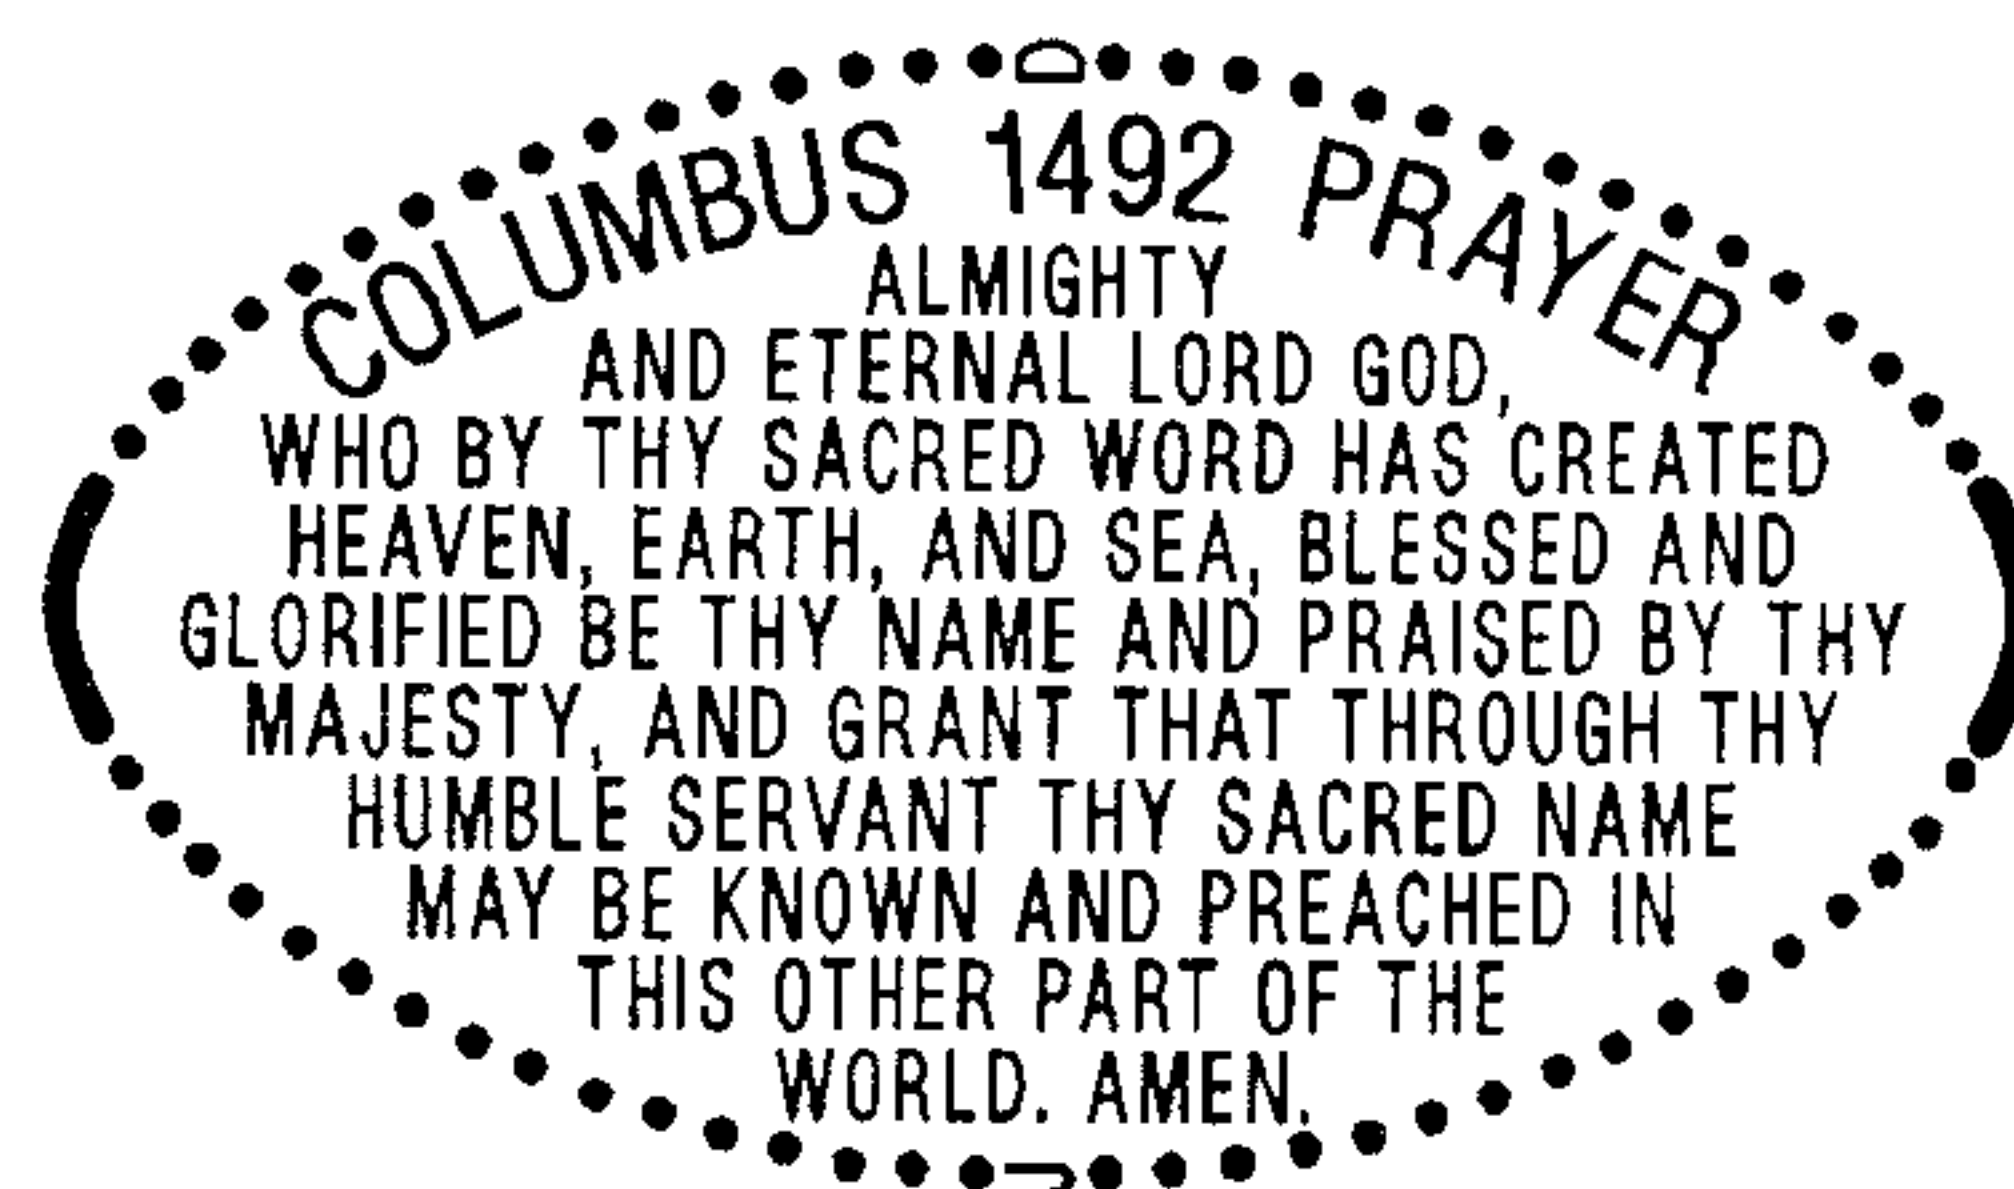 COLUMBUS 1492 PRAYER
ALMIGHTY
AND ETERNAL LORD GOD,
WHO BY THY SACRED WORD HAS CREATED
HEAVEN, EARTH, AND SEA, BLESSED AND
GLORIFIED BE THY NAME AND PRAISED BY THY
MAJESTY, AND GRANT THAT THROUGH THY
HUMBLE SERVANT THY SACRED NAME
MAY BE KNOWN AND PREACHED IN
THIS OTHER PART OF THE
WORLD. AMEN.